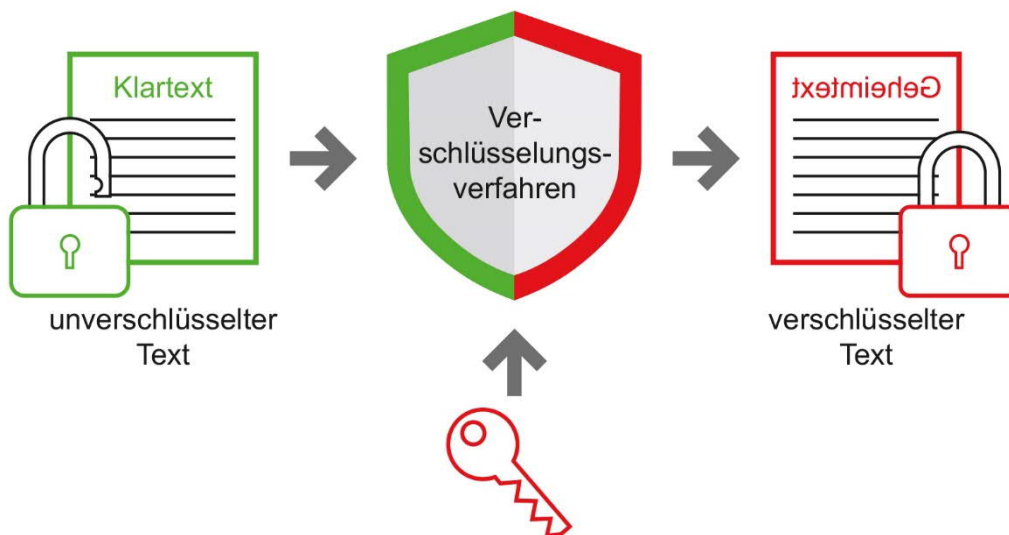 Klartext
unverschlüsselter
Text
Ver-
schlüsselungs-
verfahren
Geheimtext
verschlüsselter
Text